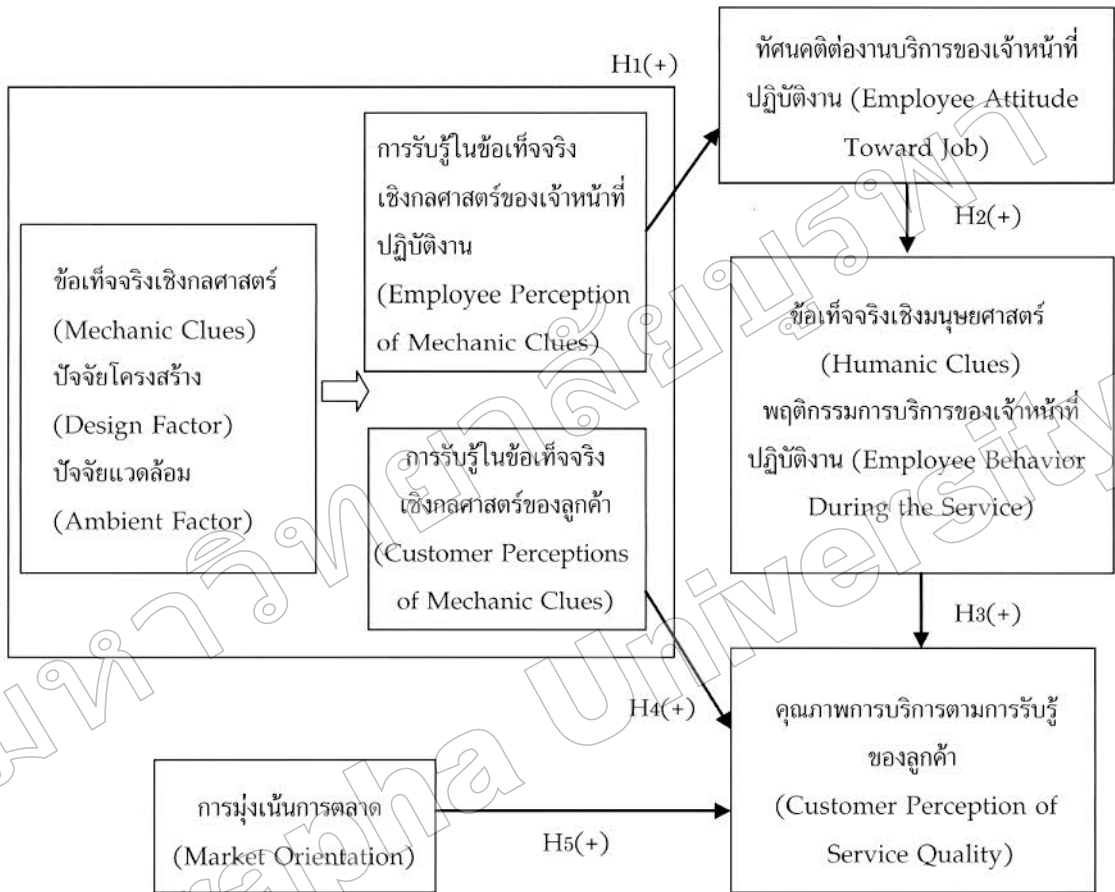 H1(+)
ทัศนคติต่องานบริการของเจ้าหน้าที่
ปฏิบัติงาน (Employee Attitude
Toward Job)
H2(+)
การรับรู้ในข้อเท็จจริง
เชิงกลศาสตร์ของเจ้าหน้าที่
ปฏิบัติงาน
(Employee Perception
of Mechanic Clues)
ข้อเท็จจริงเชิงกลศาสตร์
(Mechanic Clues)
ปัจจัยโครงสร้าง
(Design Factor)
ปัจจัยแวดล้อม
(Ambient Factor)
การรับรู้ในข้อเท็จจริง
เชิงกลศาสตร์ของลูกค้า
(Customer Perceptions
of Mechanic Clues)
ข้อเท็จจริงเชิงมนุษยศาสตร์
(Humanic Clues)
พฤติกรรมการบริการของเจ้าหน้าที่
ปฏิบัติงาน (Employee Behavior
During the Service)
H3(+)
H4(+)
คุณภาพการบริการตามการรับรู้
ของลูกค้า
(Customer Perception of
Service Quality)
การมุ่งเน้นการตลาด
(Market Orientation)
H5(+)
มหาวิทยาลัยบูรพา
University